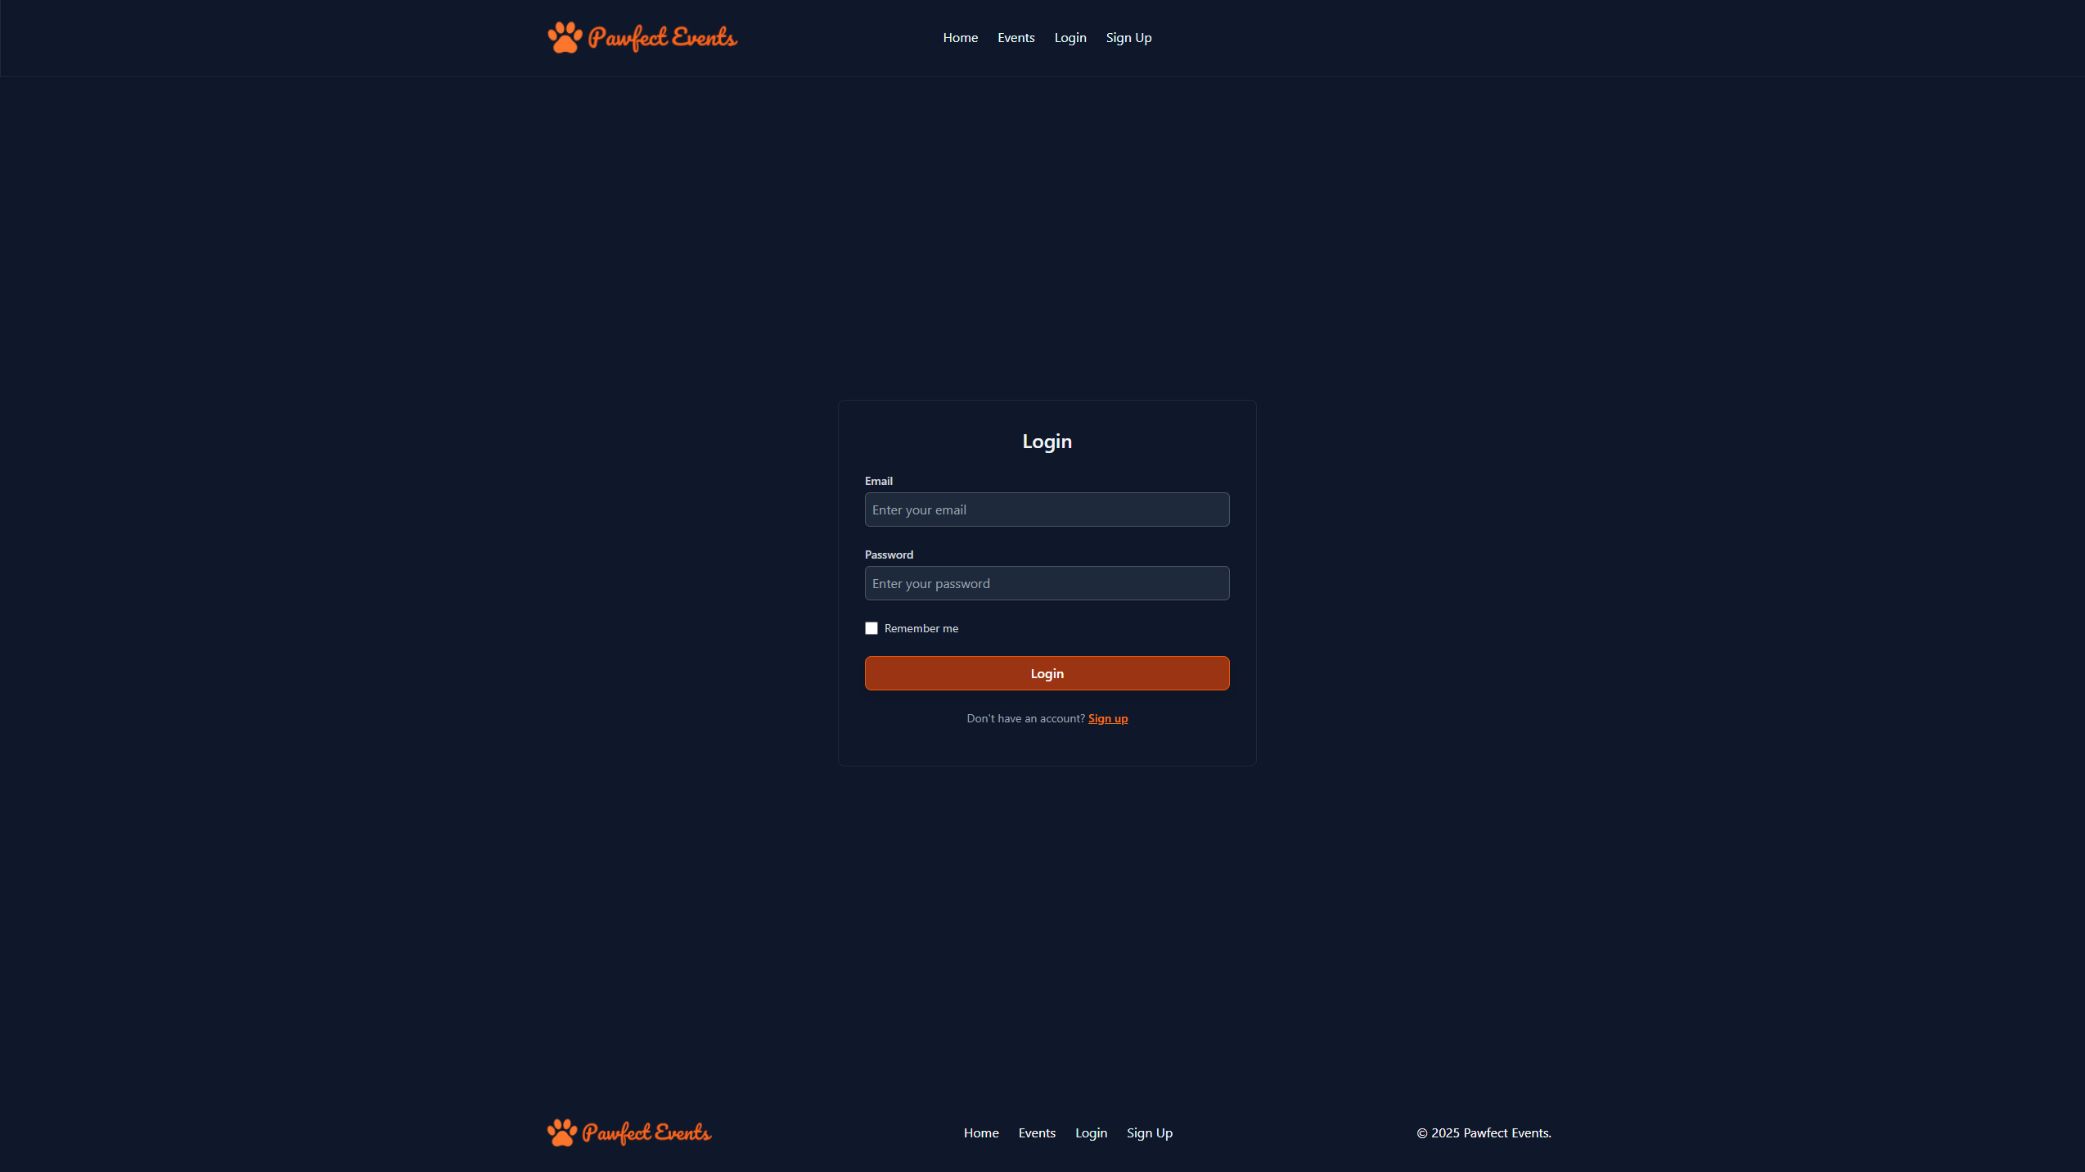 Pawfect Events
Home Events Login Sign Up
Login
Email
Enter your email
Password
Enter your password
Remember me
Login
Don't have an account? Sign up
Pawfect Events
Home Events Login Sign Up
© 2025 Pawfect Events.